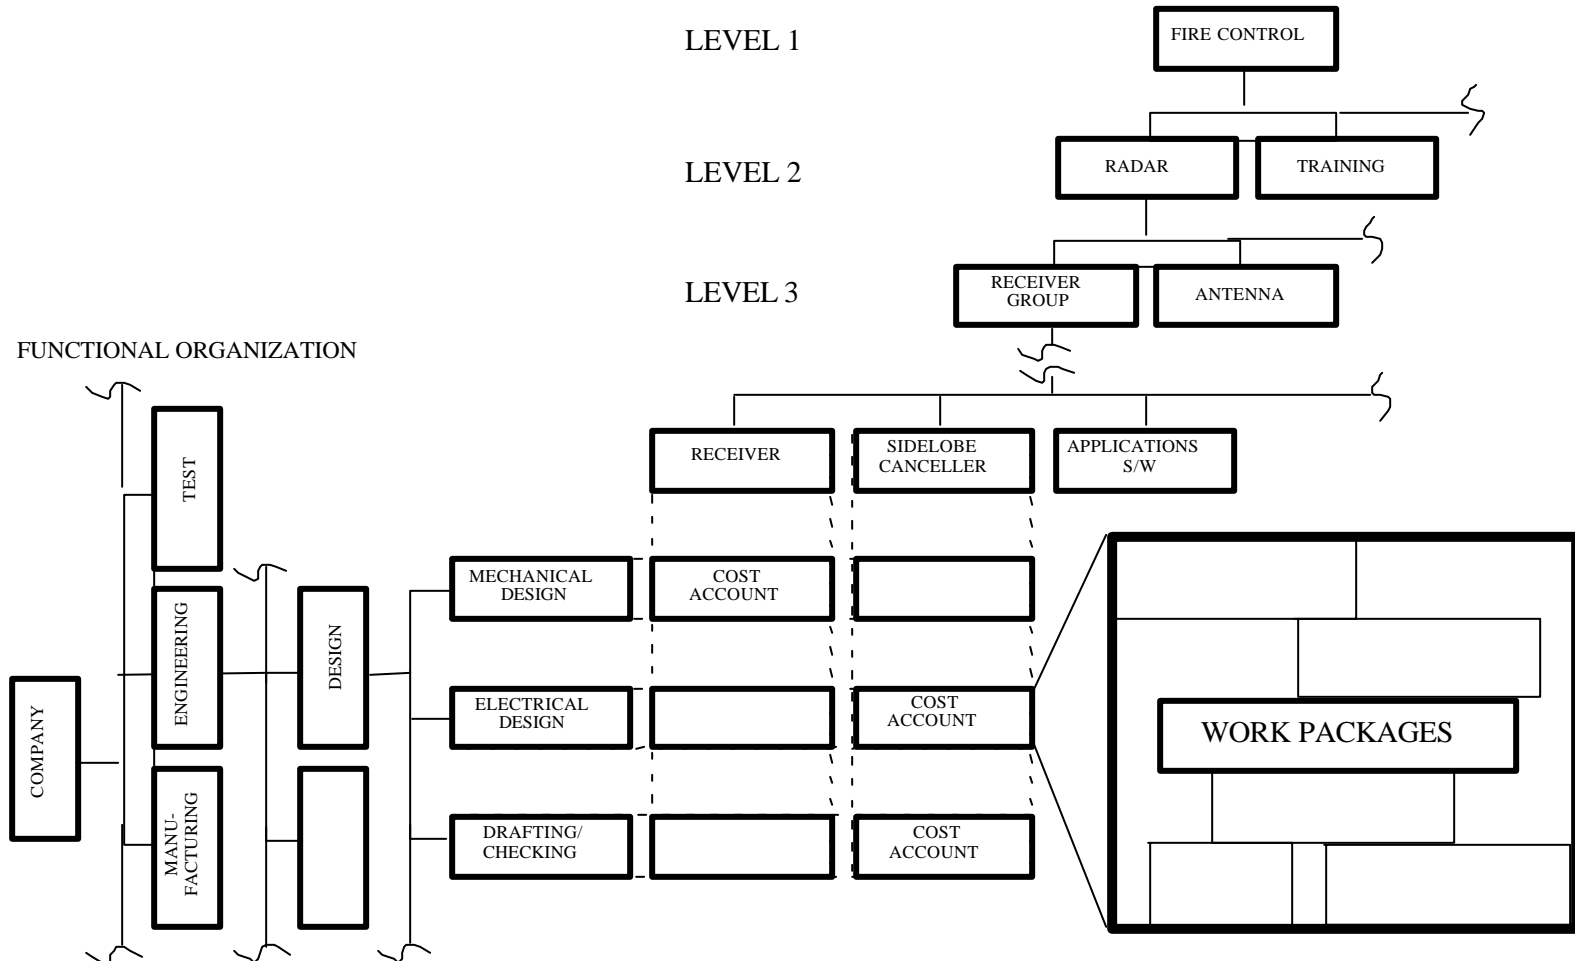 LEVEL 1
FIRE CONTROL
LEVEL 2
RADAR
TRAINING
LEVEL 3
RECEIVER
GROUP
ANTENNA
FUNCTIONAL ORGANIZATION
RECEIVER
SIDELOBE
CANCELLER
APPLICATIONS
S/W
TEST
ENGINEERING
MANU-
FACTURING
COMPANY
DESIGN
MECHANICAL
DESIGN
COST
ACCOUNT
ELECTRICAL
DESIGN
COST
ACCOUNT
DRAFTING/
CHECKING
COST
ACCOUNT
WORK PACKAGES